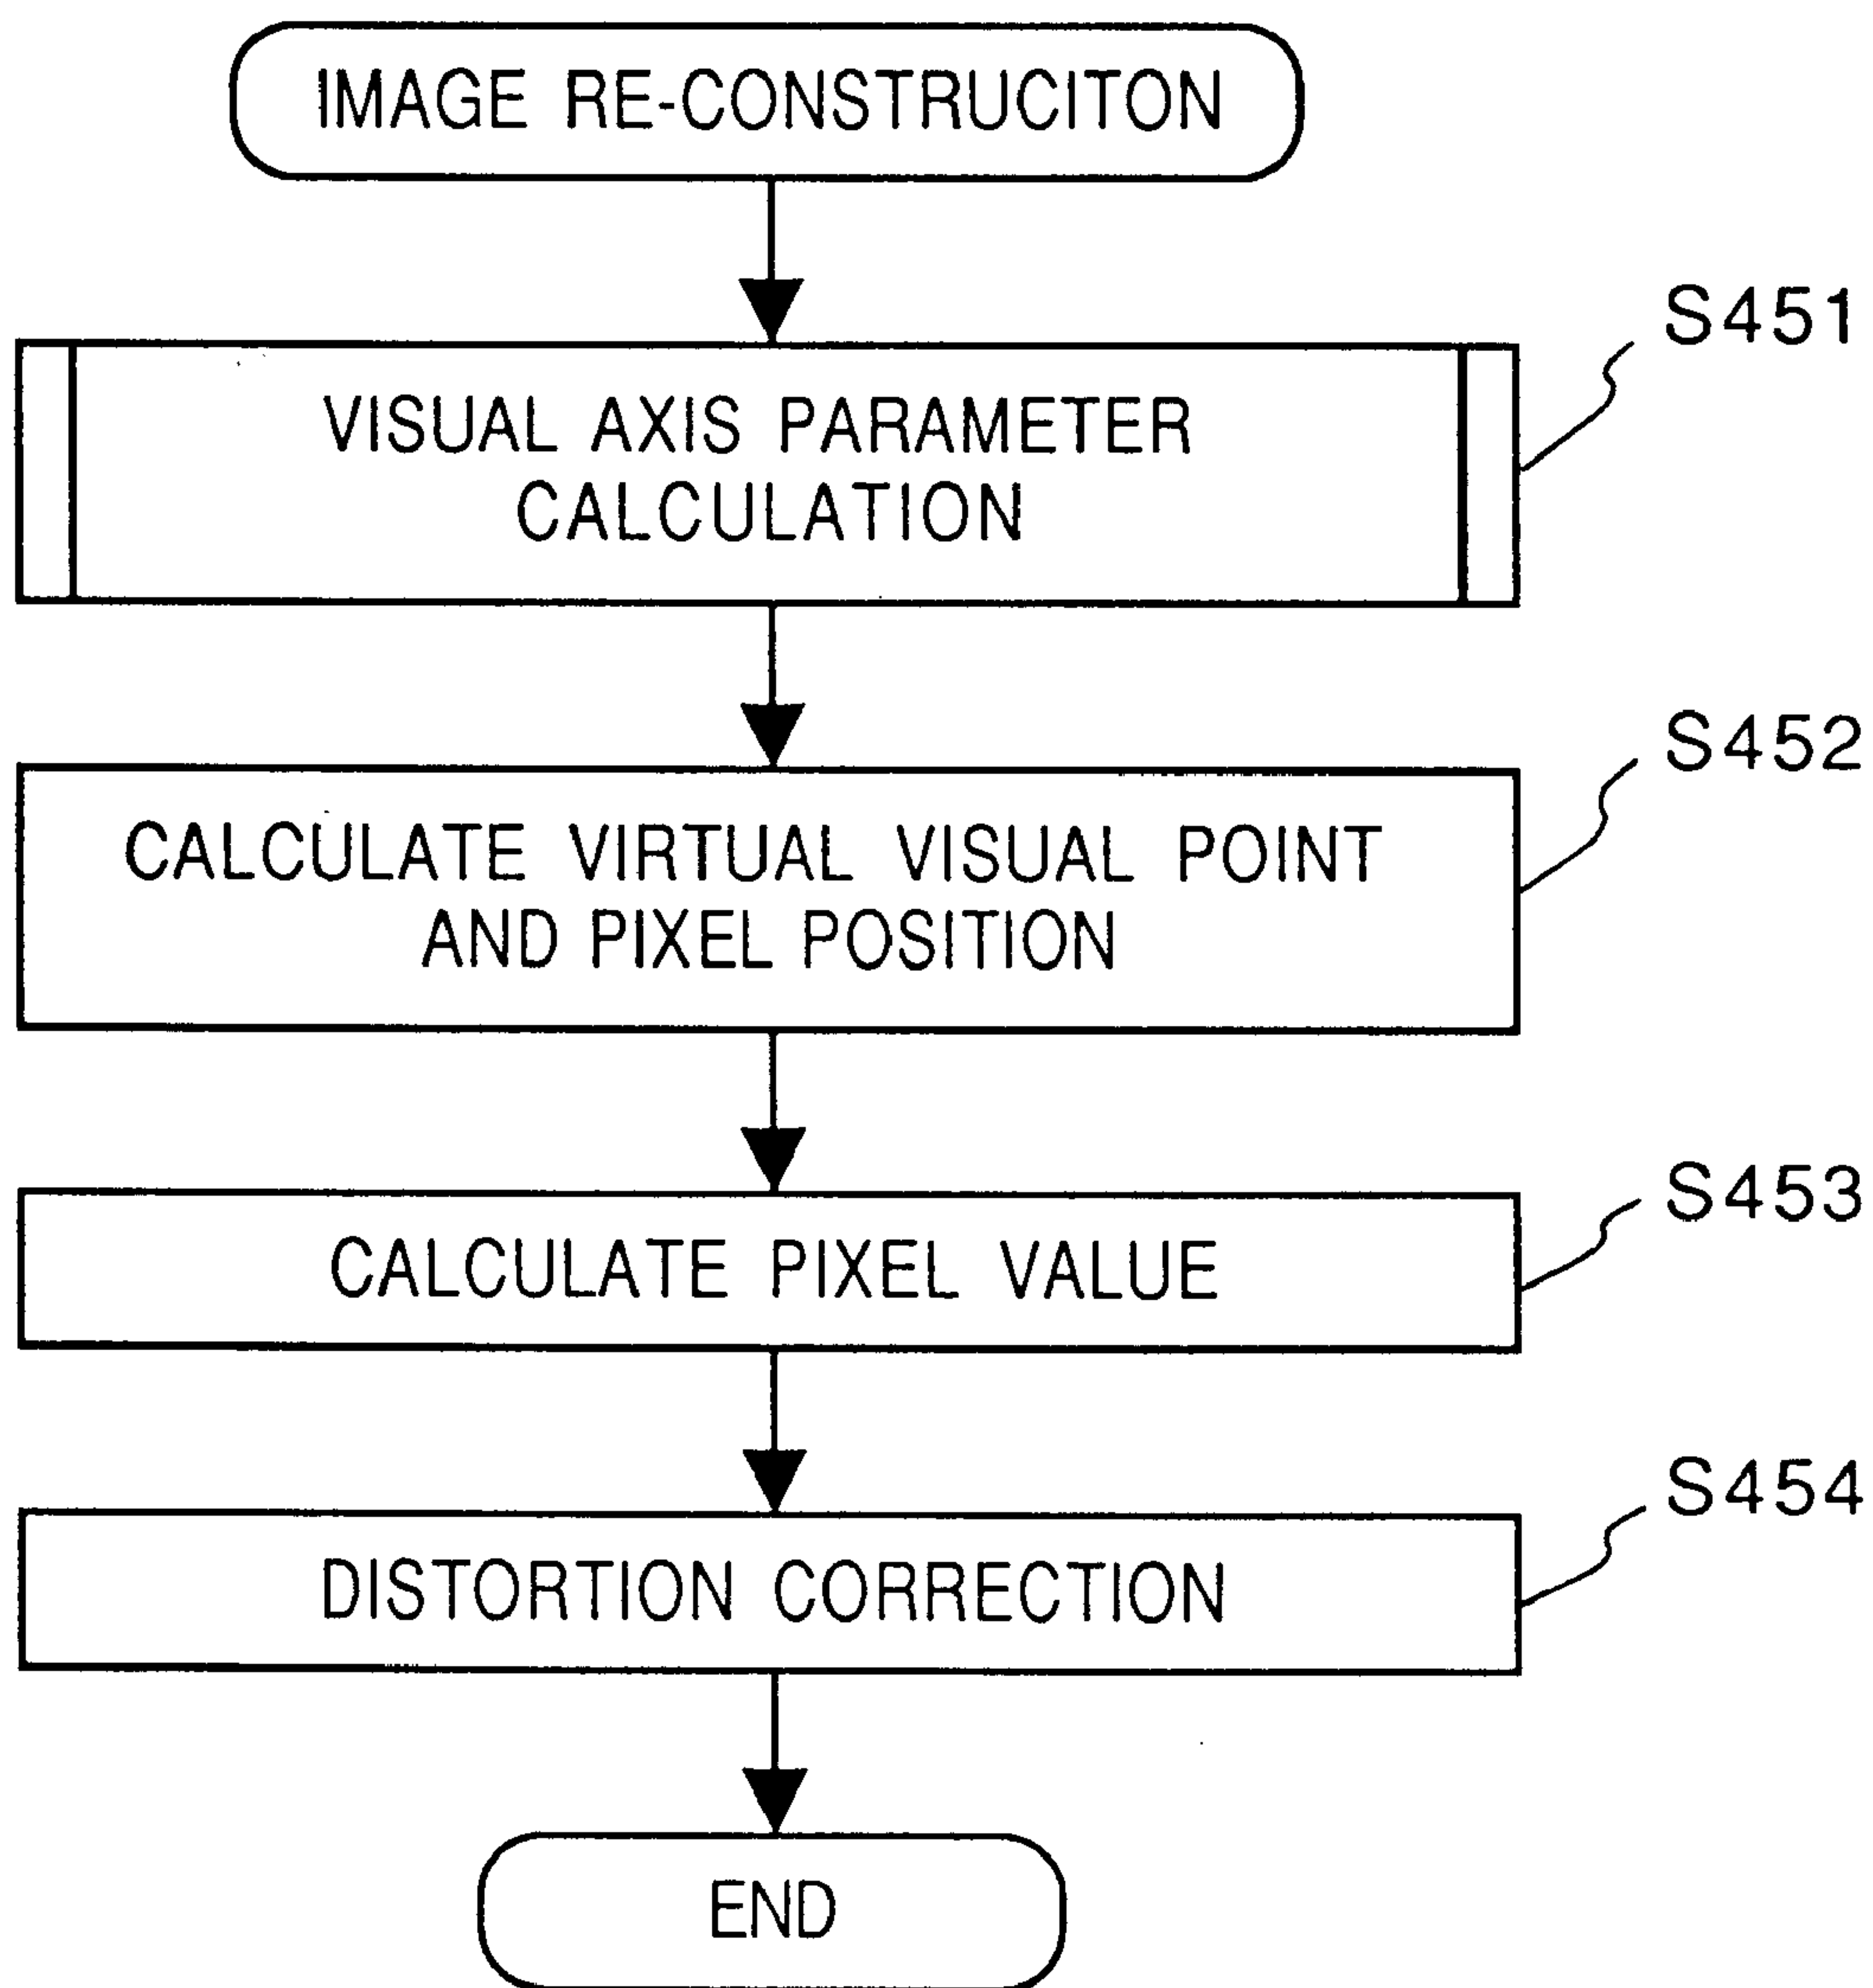 IMAGE RE-CONSTRUCITON
S451
VISUAL AXIS PARAMETER
CALCULATION
S452
CALCULATE VIRTUAL VISUAL POINT
AND PIXEL POSITION
S453
CALCULATE PIXEL VALUE
S454
DISTORTION CORRECTION
END